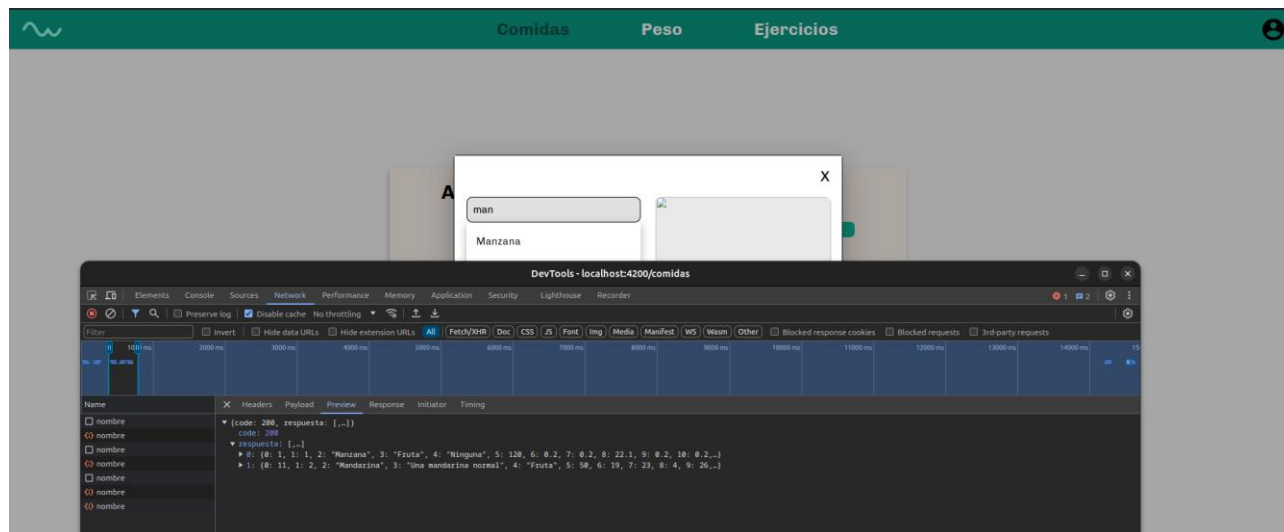 Comidas Peso Ejercicios
X
A
man
Manzana
DevTools - localhost:4200/comidas
Elements Console Sources Network Performance Memory Application Security Lighthouse Recorder 1 2
Preserve log Disable cache No throttling
Filter Invert Hide data URLs Hide extension URLs All Fetch/XHR Doc CSS JS Font Img Media Manifest WS Wasm Other Blocked response cookies Blocked requests 3rd-party requests
2000 ms 3000 ms 4000 ms 5000 ms 6000 ms 7000 ms 8000 ms 9000 ms 10000 ms 11000 ms 12000 ms 13000 ms 14000 ms 15
Name X Headers Payload Preview Response Initiator Timing
nombre ▼ {code: 200, respuesta: [,…]}
nombre code: 200
nombre ▼ respuesta: [,…]
nombre ▶ 0: {0: 1, 1: 1, 2: "Manzana", 3: "Fruta", 4: "Ninguna", 5: 120, 6: 0.2, 7: 0.2, 8: 22.1, 9: 0.2, 10: 0.2,…}
nombre ▶ 1: {0: 11, 1: 2, 2: "Mandarina", 3: "Una mandarina normal", 4: "Fruta", 5: 50, 6: 19, 7: 23, 8: 4, 9: 26,…}
nombre
nombre